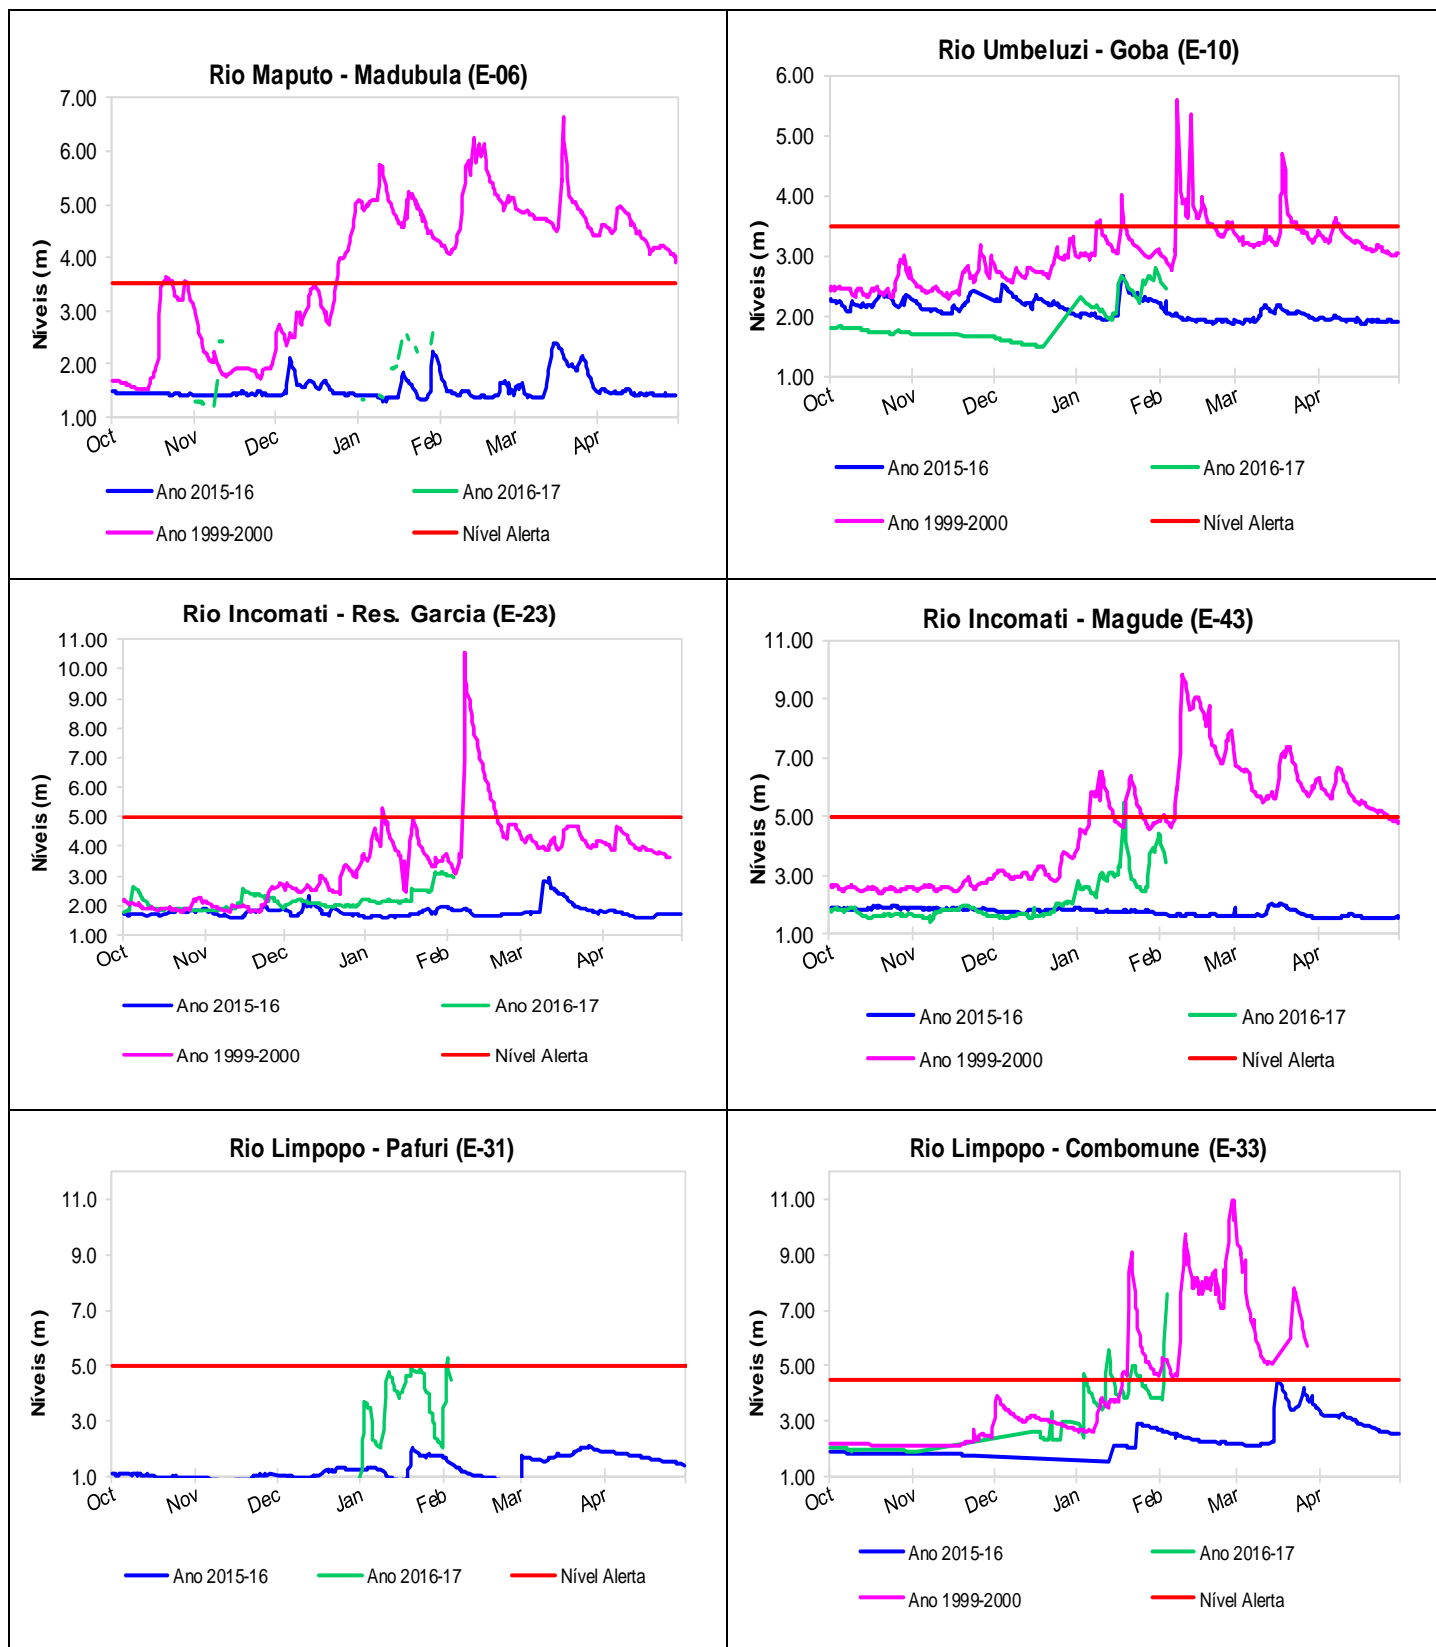 Rio Maputo - Madubula (E-06)
Níveis (m)
7.00
6.00
5.00
4.00
3.00
2.00
1.00
Oct Nov Dec Jan Feb Mar Apr
Ano 2015-16 Ano 2016-17
Ano 1999-2000 Nível Alerta
Rio Umbeluzi - Goba (E-10)
Níveis (m)
6.00
5.00
4.00
3.00
2.00
1.00
Oct Nov Dec Jan Feb Mar Apr
Ano 2015-16 Ano 2016-17
Ano 1999-2000 Nível Alerta
Rio Incomati - Res. Garcia (E-23)
Níveis (m)
11.00
10.00
9.00
8.00
7.00
6.00
5.00
4.00
3.00
2.00
1.00
Oct Nov Dec Jan Feb Mar Apr
Ano 2015-16 Ano 2016-17
Ano 1999-2000 Nível Alerta
Rio Incomati - Magude (E-43)
Níveis (m)
11.00
9.00
7.00
5.00
3.00
1.00
Oct Nov Dec Jan Feb Mar Apr
Ano 2015-16 Ano 2016-17
Ano 1999-2000 Nível Alerta
Rio Limpopo - Pafuri (E-31)
Níveis (m)
11.0
9.0
7.0
5.0
3.0
1.0
Oct Nov Dec Jan Feb Mar Apr
Ano 2015-16 Ano 2016-17 Nível Alerta
Rio Limpopo - Combomune (E-33)
Níveis (m)
11.00
9.00
7.00
5.00
3.00
1.00
Oct Nov Dec Jan Feb Mar Apr
Ano 2015-16 Ano 2016-17
Ano 1999-2000 Nível Alerta